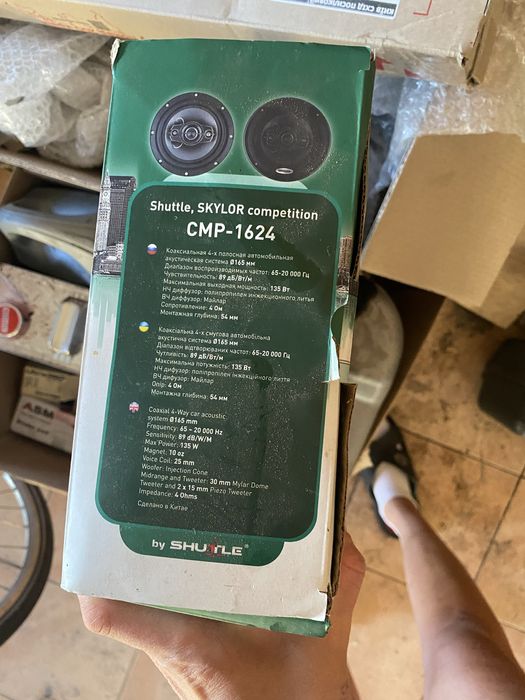 КИЇВ СХІД ПОСИЛКОВИЙ
Shuttle, SKYLOR competition
CMP-1624
Коаксиальная 4-х полосная автомобильная
акустическая система Ø165 мм
Диапазон воспроизводимых частот: 65-20 000 Гц
Чувствительность: 89 дБ/Вт/м
Максимальная выходная мощность: 135 Вт
НЧ диффузор: полипропилен инжекционного литья
ВЧ диффузор: Майлар
Сопротивление: 4 Ом
Монтажная глубина: 54 мм
Коаксіальна 4-х смугова автомобільна
акустична система Ø165 мм
Діапазон відтворюваних частот: 65-20 000 Гц
Чутливість: 89 дБ/Вт/м
Максимальна потужність: 135 Вт
НЧ дифузор: поліпропілен інжекційного лиття
ВЧ дифузор: Майлар
Опір: 4 Ом
Монтажна глибина: 54 мм
Coaxial 4-Way car acoustic
system Ø165 mm
Frequency: 65 - 20 000 Hz
Sensitivity: 89 dB/W/M
Max Power: 135 W
Magnet: 10 oz
Voice Coil: 25 mm
Woofer: Injection Cone
Midrange and Tweeter: 30 mm Mylar Dome
Tweeter and 2 x 15 mm Piezo Tweeter
Impedance: 4 Ohms
Сделано в Китае
by SHUTTLE®